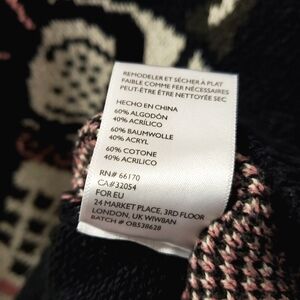 REMODELER ET SÉCHER À PLAT
FAIBLE COMME FER NÉCESSAIRES
PEUT-ÊTRE ÊTRE NETTOYÉE SEC
HECHO EN CHINA
60% ALGODÓN
40% ACRÍLICO
60% BAUMWOLLE
40% ACRYL
60% COTONE
40% ACRILICO
RN# 66170
CA# 32054
FOR EU
24 MARKET PLACE, 3RD FLOOR
LONDON, UK W1W8AN
BATCH # OB538628